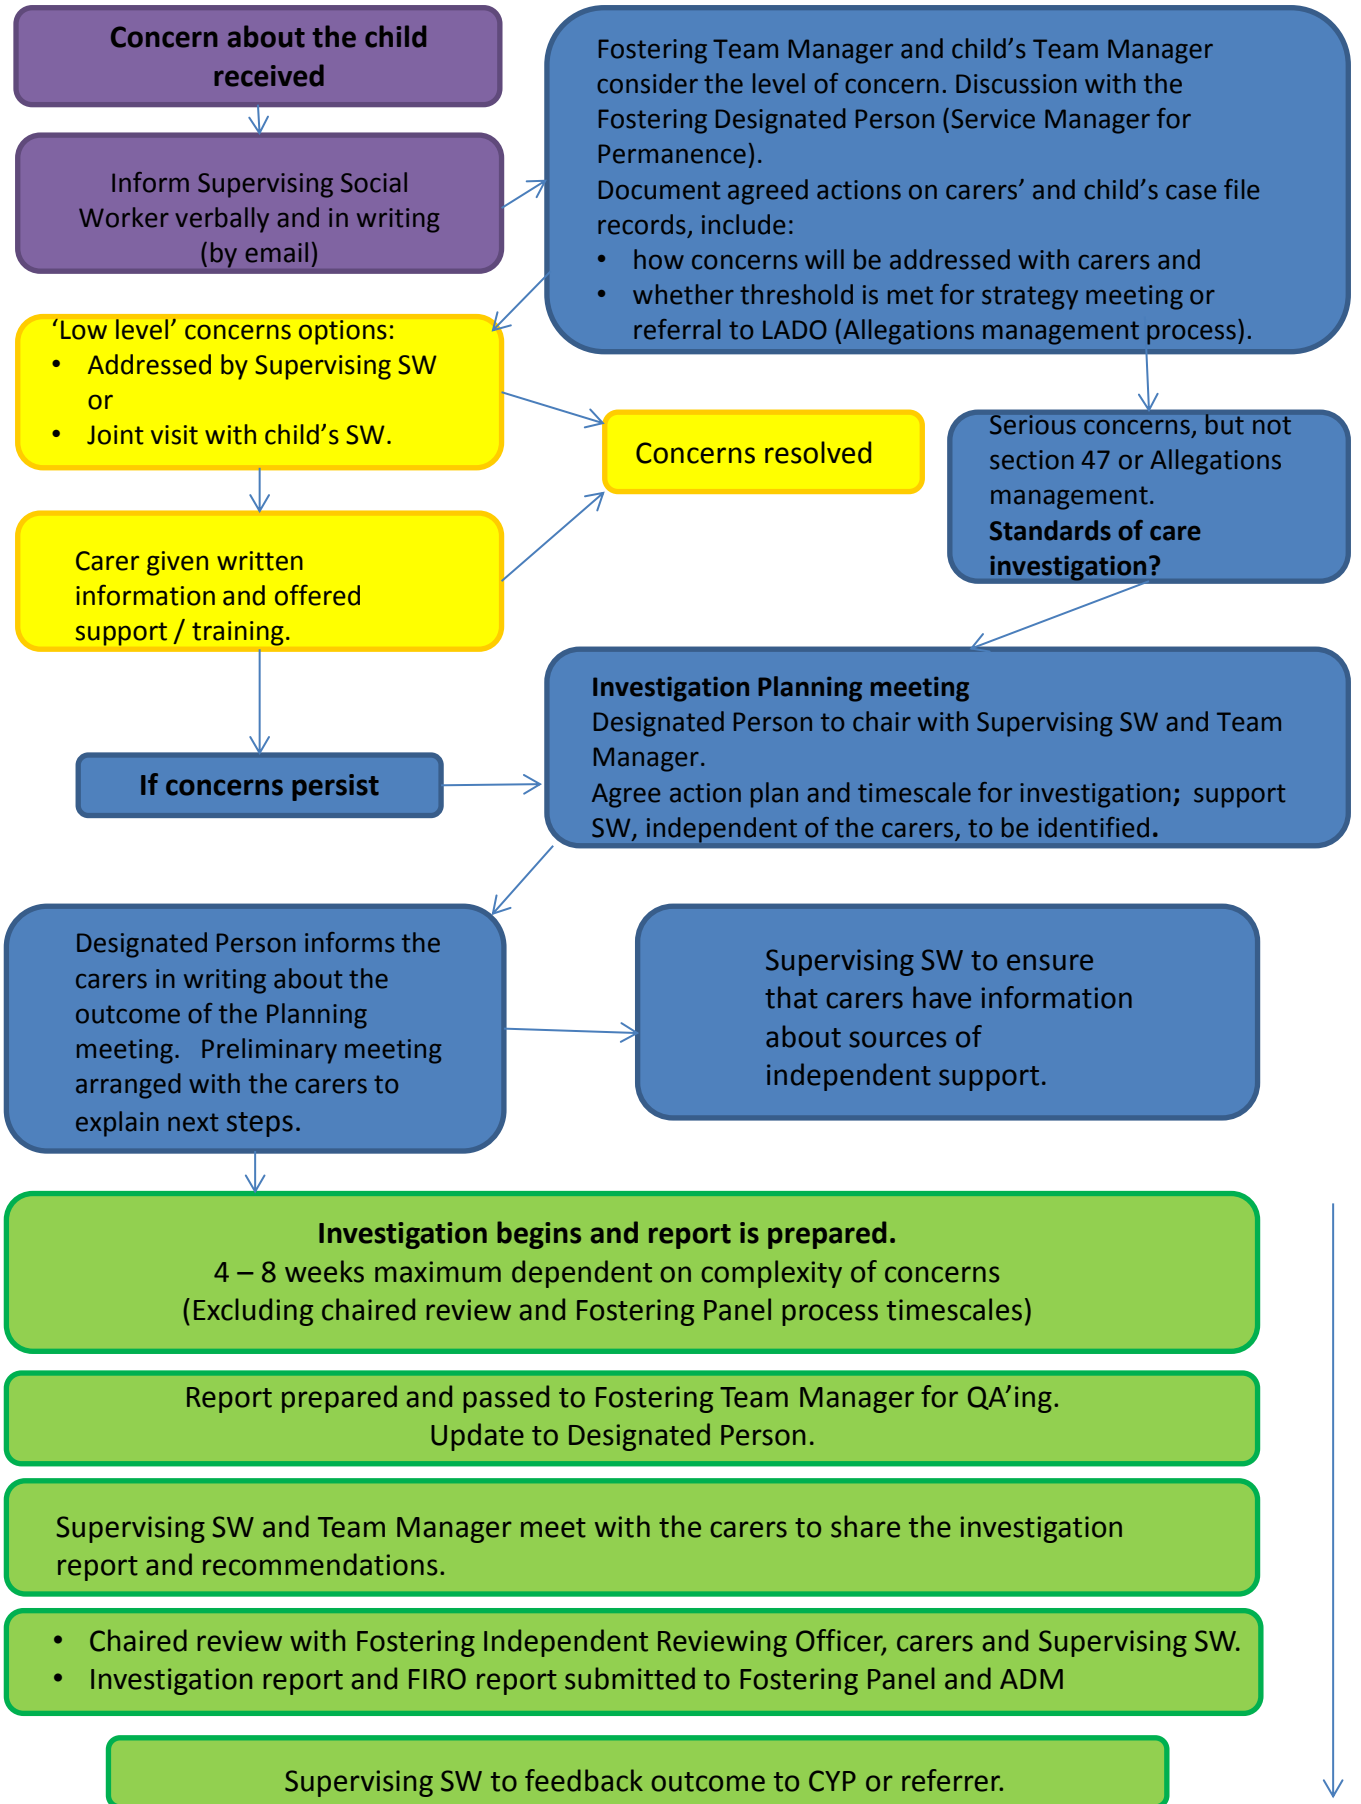 Concern about the child
received
Inform Supervising Social
Worker verbally and in writing
(by email)
Fostering Team Manager and child’s Team Manager
consider the level of concern. Discussion with the
Fostering Designated Person (Service Manager for
Permanence).
Document agreed actions on carers’ and child’s case file
records, include:
• how concerns will be addressed with carers and
• whether threshold is met for strategy meeting or
referral to LADO (Allegations management process).
‘Low level’ concerns options:
• Addressed by Supervising SW
or
• Joint visit with child’s SW.
Concerns resolved
Serious concerns, but not
section 47 or Allegations
management.
Standards of care
investigation?
Carer given written
information and offered
support / training.
If concerns persist
Investigation Planning meeting
Designated Person to chair with Supervising SW and Team
Manager.
Agree action plan and timescale for investigation; support
SW, independent of the carers, to be identified.
Designated Person informs the
carers in writing about the
outcome of the Planning
meeting. Preliminary meeting
arranged with the carers to
explain next steps.
Supervising SW to ensure
that carers have information
about sources of
independent support.
Investigation begins and report is prepared.
4 – 8 weeks maximum dependent on complexity of concerns
(Excluding chaired review and Fostering Panel process timescales)
Report prepared and passed to Fostering Team Manager for QA’ing.
Update to Designated Person.
Supervising SW and Team Manager meet with the carers to share the investigation
report and recommendations.
• Chaired review with Fostering Independent Reviewing Officer, carers and Supervising SW.
• Investigation report and FIRO report submitted to Fostering Panel and ADM
Supervising SW to feedback outcome to CYP or referrer.